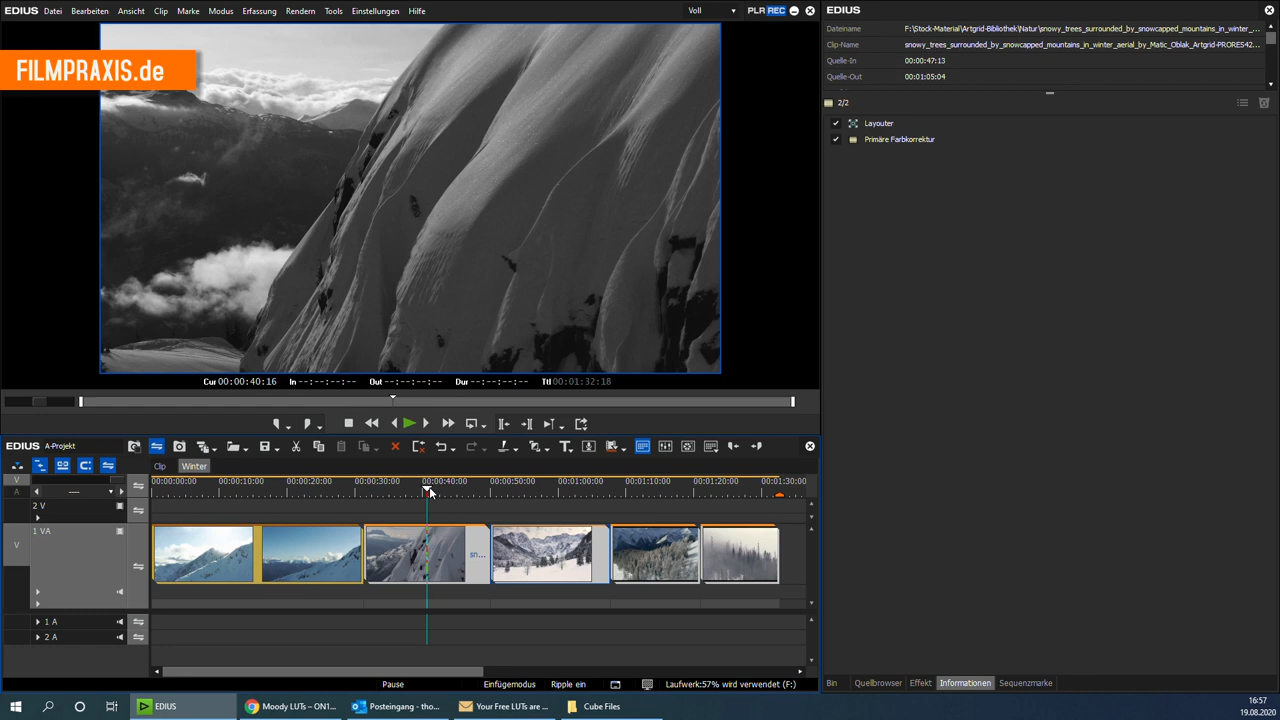 EDIUS Datei Bearbeiten Ansicht Clip Marke Modus Erfassung Rendern Tools Einstellungen Hilfe Voll PLR REC
FILMPRAXIS.de
Cur 00:00:40:16 In --:--:--:-- Out --:--:--:-- Dur --:--:--:-- Ttl 00:01:32:18
EDIUS
Dateiname F:\Stock-Material\Artgrid-Bibliothek\Natur\snowy_trees_surrounded_by_snowcapped_mountains_in_winter_...
Clip-Name snowy_trees_surrounded_by_snowcapped_mountains_in_winter_aerial_by_Matic_Oblak_Artgrid-PRORES42...
Quelle-In 00:00:47:13
Quelle-Out 00:01:05:04
2/2
Layouter
Primäre Farbkorrektur
EDIUS A-Projekt
Clip Winter
V
A
00:00:00:00 00:00:10:00 00:00:20:00 00:00:30:00 00:00:40:00 00:00:50:00 00:01:00:00 00:01:10:00 00:01:20:00 00:01:30:00
2 V
1 VA
V
sn...
1 A
2 A
Pause Einfügemodus Ripple ein Laufwerk:57% wird verwendet (F:)
Bin Quellbrowser Effekt Informationen Sequenzmarke
EDIUS Moody LUTs – ON1... Posteingang - tho... Your Free LUTs are ... Cube Files
16:57
19.08.2020